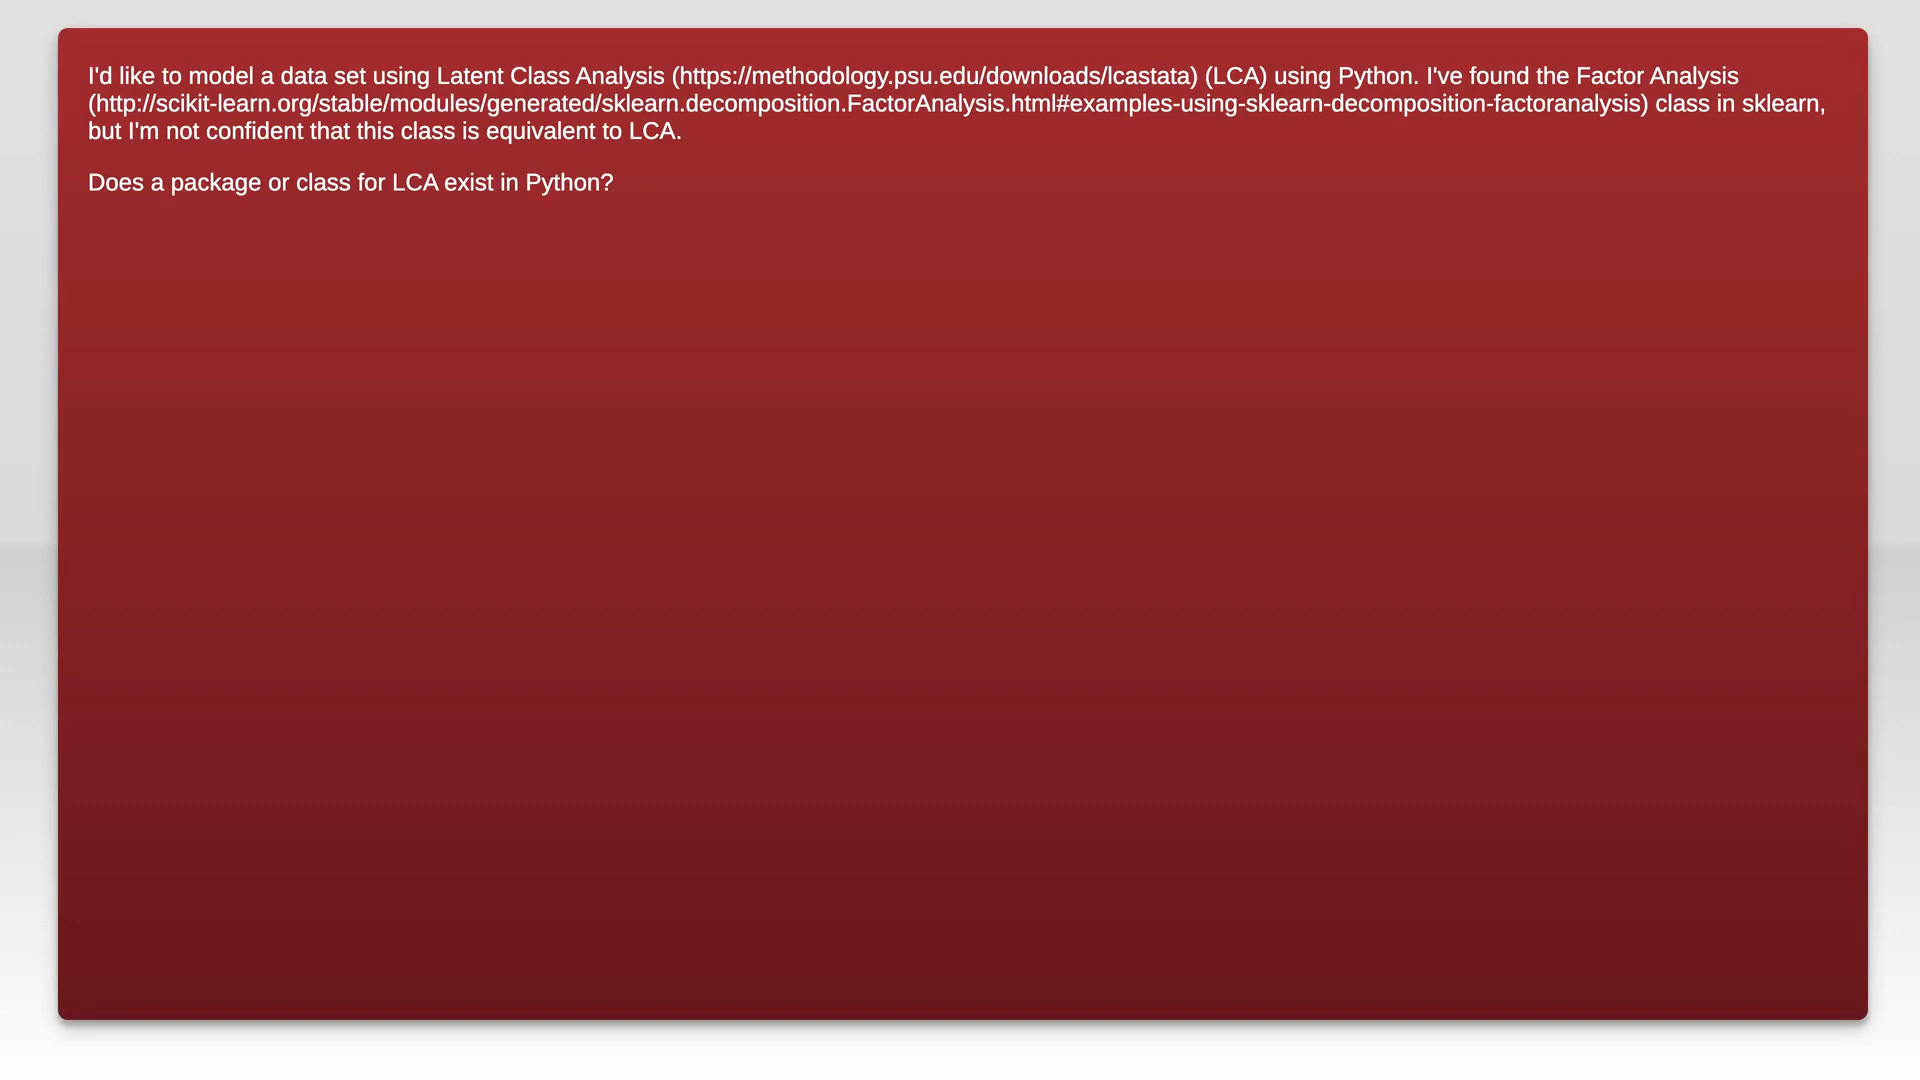 I'd like to model a data set using Latent Class Analysis (https://methodology.psu.edu/downloads/lcastata) (LCA) using Python. I've found the Factor Analysis
(http://scikit-learn.org/stable/modules/generated/sklearn.decomposition.FactorAnalysis.html#examples-using-sklearn-decomposition-factoranalysis) class in sklearn,
but I'm not confident that this class is equivalent to LCA.
Does a package or class for LCA exist in Python?